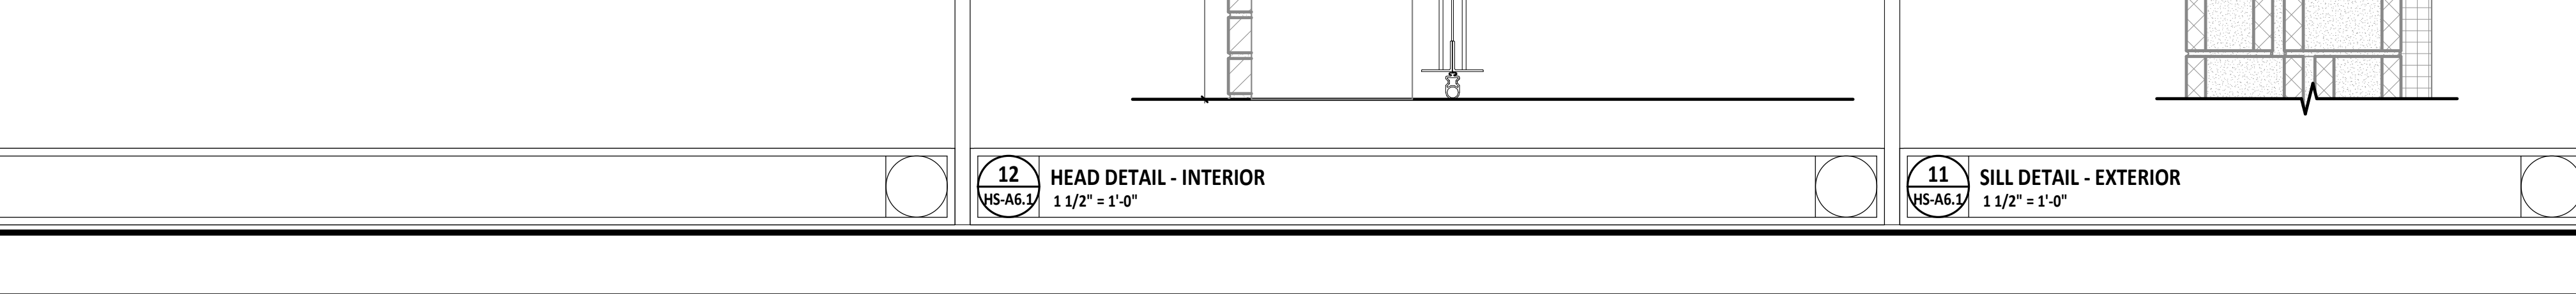 12
HS-A6.1
HEAD DETAIL - INTERIOR
1 1/2" = 1'-0"
11
HS-A6.1
SILL DETAIL - EXTERIOR
1 1/2" = 1'-0"